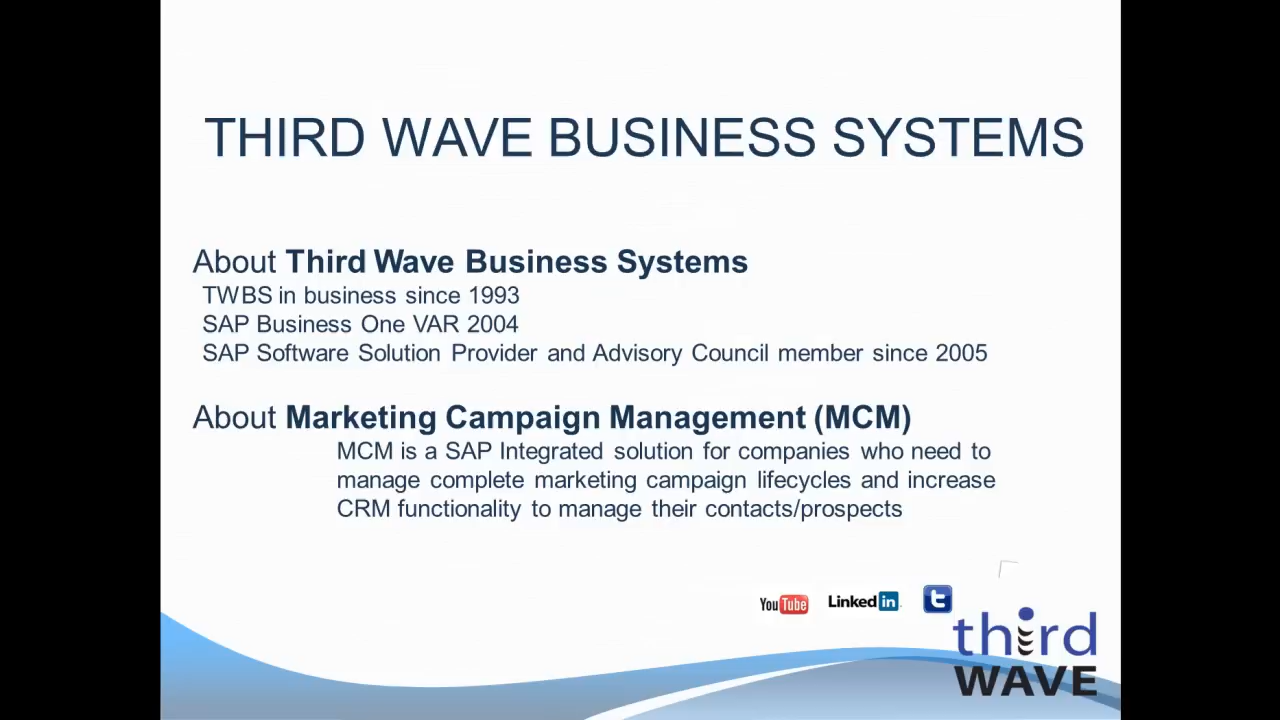 THIRD WAVE BUSINESS SYSTEMS
About Third Wave Business Systems
TWBS in business since 1993
SAP Business One VAR 2004
SAP Software Solution Provider and Advisory Council member since 2005
About Marketing Campaign Management (MCM)
MCM is a SAP Integrated solution for companies who need to
manage complete marketing campaign lifecycles and increase
CRM functionality to manage their contacts/prospects
YouTube LinkedIn t
third
WAVE